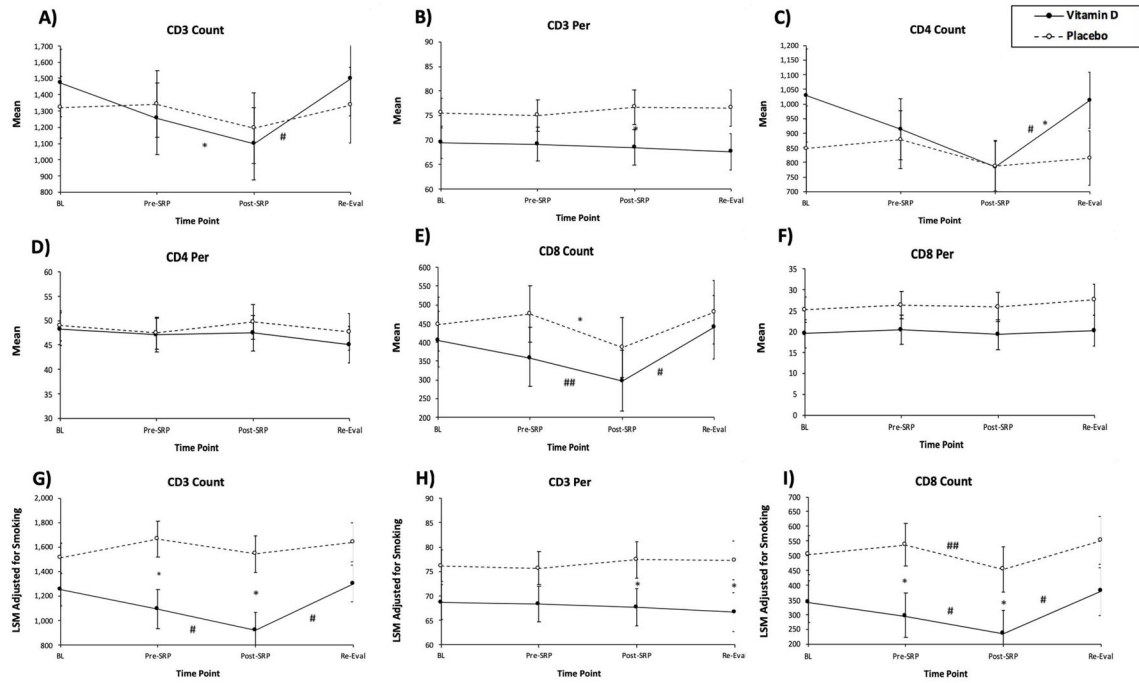 Vitamin D
Placebo
A)
CD3 Count
Mean
1,700
1,600
1,500
1,400
1,300
1,200
1,100
1,000
900
800
*
#
BL
Pre-SRP
Post-SRP
Re-Eval
Time Point
B)
CD3 Per
Mean
90
85
80
75
70
65
60
*
BL
Pre-SRP
Post-SRP
Re-Eval
Time Point
C)
CD4 Count
Mean
1,200
1,150
1,100
1,050
1,000
950
900
850
800
750
700
# *
BL
Pre-SRP
Post-SRP
Re-Eval
Time Point
D)
CD4 Per
Mean
60
55
50
45
40
35
30
BL
Pre-SRP
Post-SRP
Re-Eval
Time Point
E)
CD8 Count
Mean
600
550
500
450
400
350
300
250
200
*
##
#
BL
Pre-SRP
Post-SRP
Re-Eval
Time Point
F)
CD8 Per
Mean
35
30
25
20
15
10
5
0
BL
Pre-SRP
Post-SRP
Re-Eval
Time Point
G)
CD3 Count
LSM Adjusted for Smoking
2,000
1,800
1,600
1,400
1,200
1,000
800
*
*
#
#
BL
Pre-SRP
Post-SRP
Re-Eval
Time Point
H)
CD3 Per
LSM Adjusted for Smoking
90
85
80
75
70
65
60
*
*
BL
Pre-SRP
Post-SRP
Re-Eval
Time Point
I)
CD8 Count
LSM Adjusted for Smoking
700
650
600
550
500
450
400
350
300
250
200
##
*
*
#
#
BL
Pre-SRP
Post-SRP
Re-Eval
Time Point